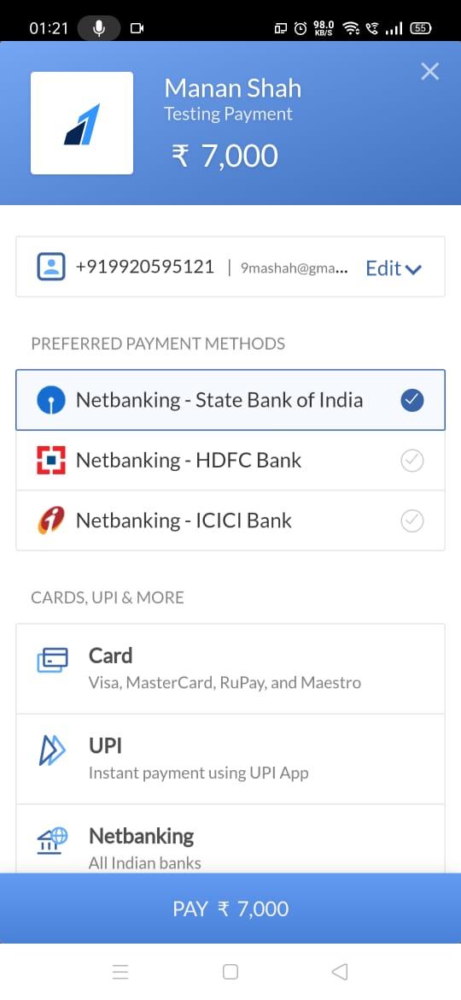 01:21
98.0
KB/S
55
Manan Shah
Testing Payment
₹ 7,000
+919920595121 | 9mashah@gma...
Edit
PREFERRED PAYMENT METHODS
Netbanking - State Bank of India
Netbanking - HDFC Bank
Netbanking - ICICI Bank
CARDS, UPI & MORE
Card
Visa, MasterCard, RuPay, and Maestro
UPI
Instant payment using UPI App
Netbanking
All Indian banks
PAY ₹ 7,000